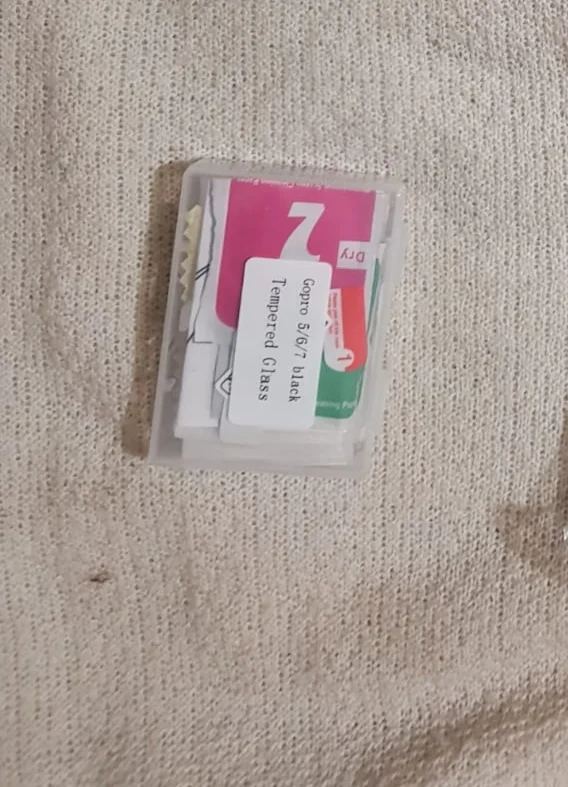 Gopro 5/6/7 black
Tempered Glass
2
Dry
1